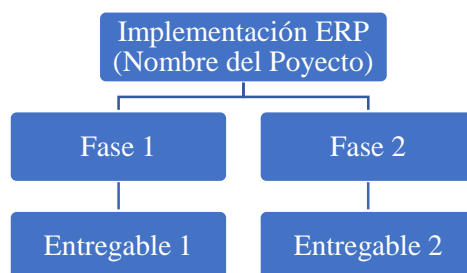 Implementación ERP
(Nombre del Poyecto)
Fase 1
Fase 2
Entregable 1
Entregable 2